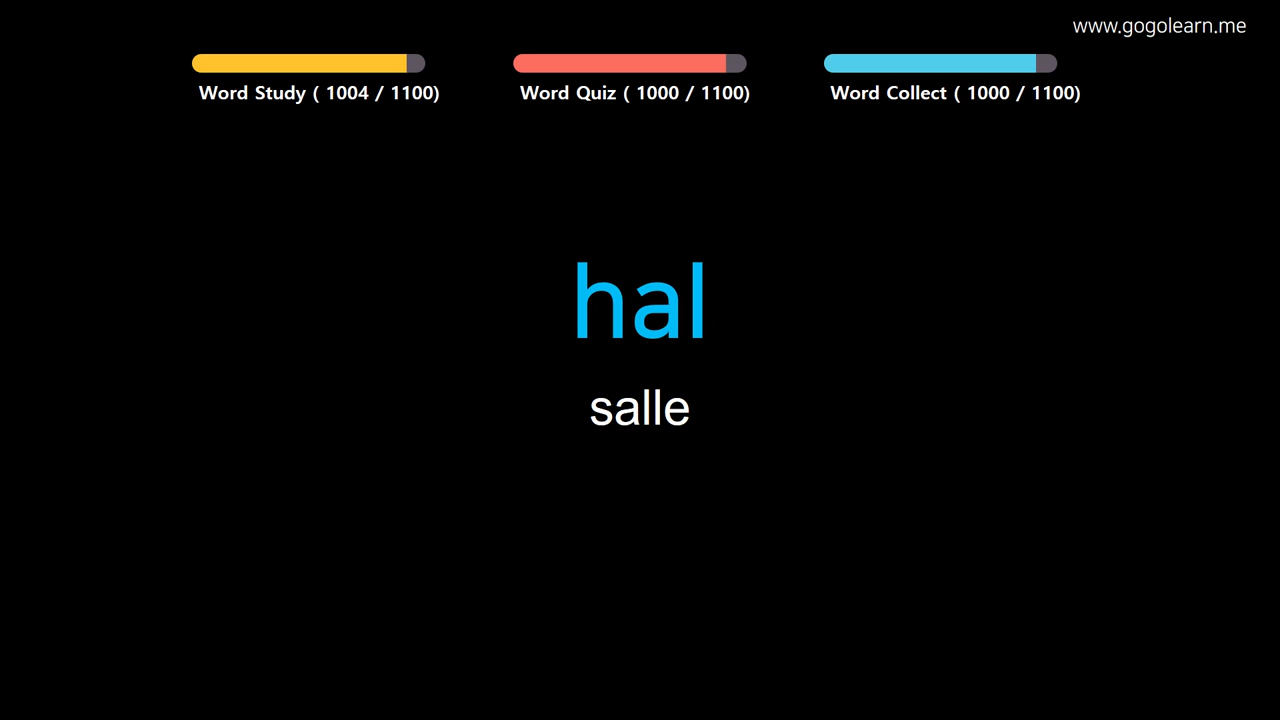 www.gogolearn.me
Word Study ( 1004 / 1100)
Word Quiz ( 1000 / 1100)
Word Collect ( 1000 / 1100)
hal
salle